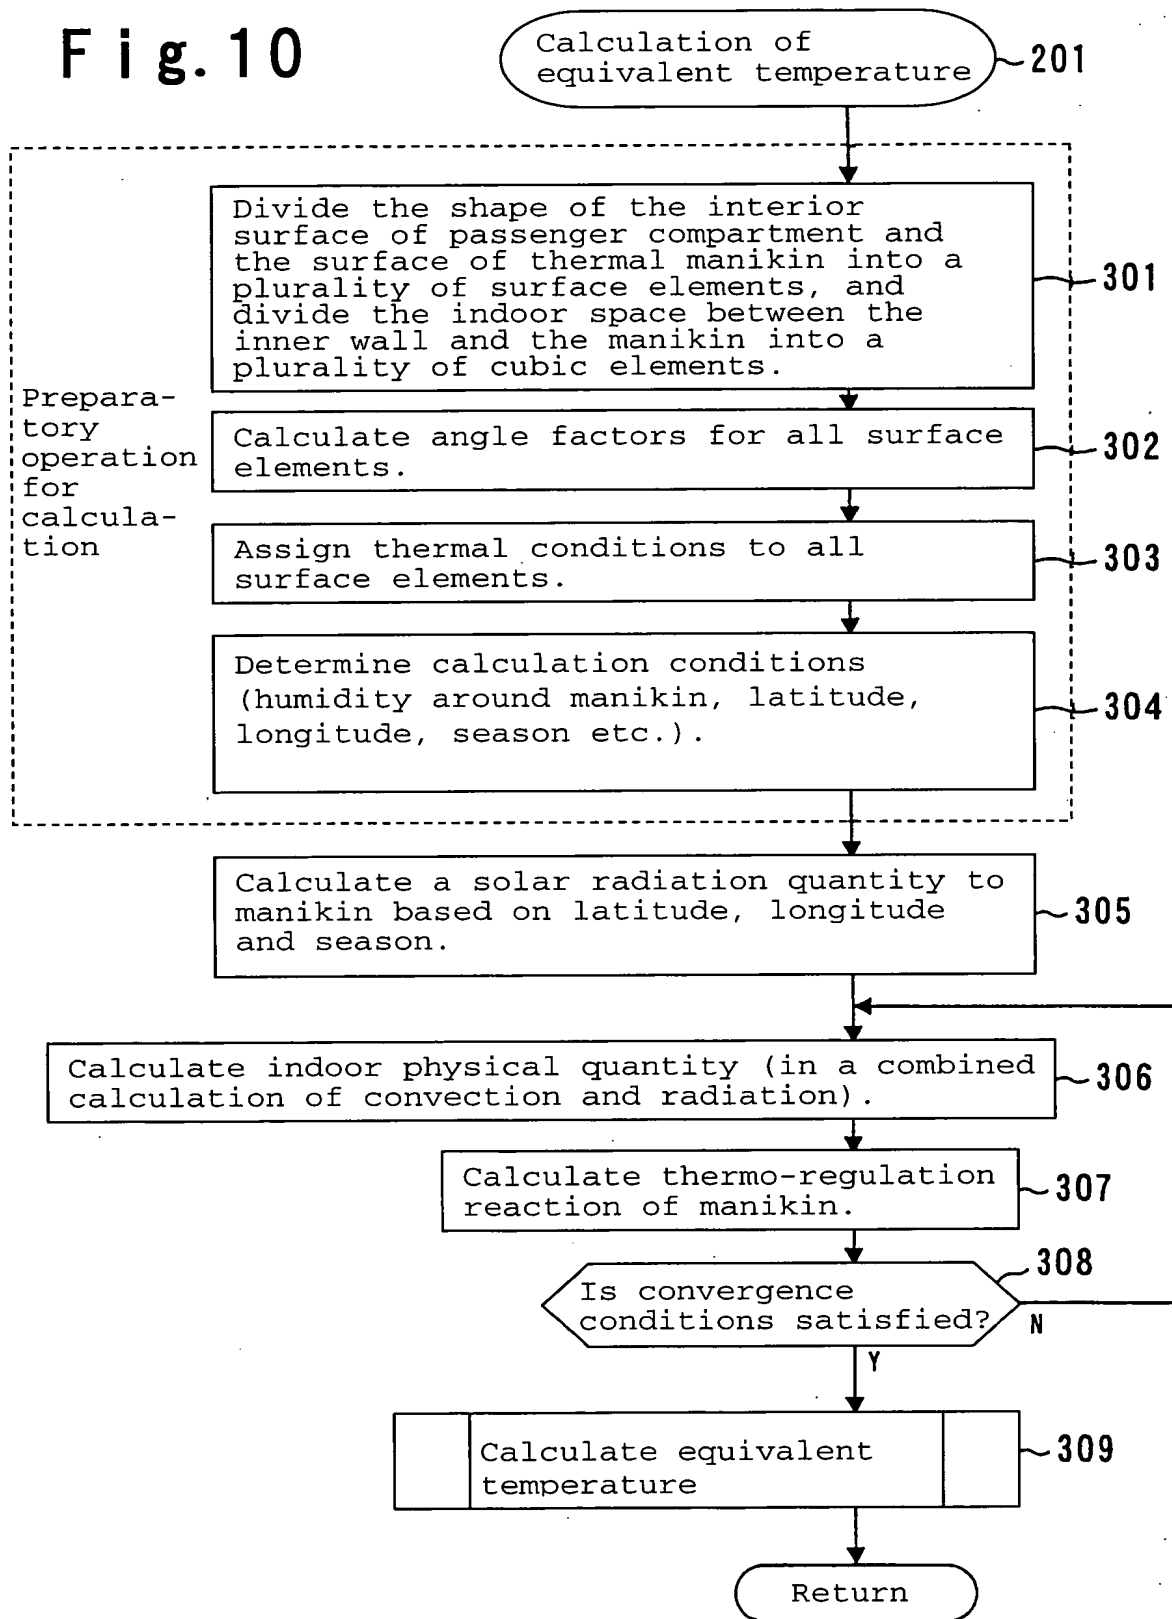 Fig.10
Calculation of
equivalent temperature
201
Divide the shape of the interior
surface of passenger compartment and
the surface of thermal manikin into a
plurality of surface elements, and
divide the indoor space between the
inner wall and the manikin into a
plurality of cubic elements.
301
Prepara-
tory
operation
for
calcula-
tion
Calculate angle factors for all surface
elements.
302
Assign thermal conditions to all
surface elements.
303
Determine calculation conditions
(humidity around manikin, latitude,
longitude, season etc.).
304
Calculate a solar radiation quantity to
manikin based on latitude, longitude
and season.
305
Calculate indoor physical quantity (in a combined
calculation of convection and radiation).
306
Calculate thermo-regulation
reaction of manikin.
307
Is convergence
conditions satisfied?
308
N
Y
Calculate equivalent
temperature
309
Return